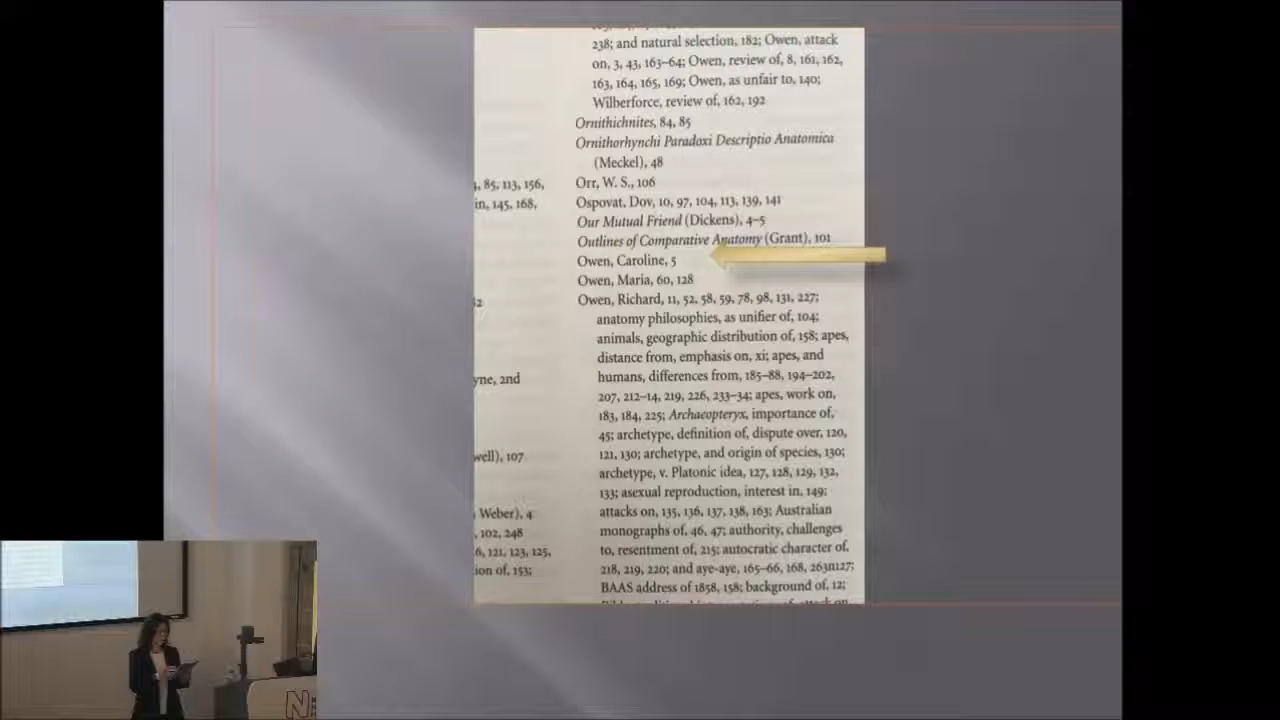 238; and natural selection, 182; Owen, attack
on, 3, 43, 163–64; Owen, review of, 8, 161, 162,
163, 164, 165, 169; Owen, as unfair to, 140;
Wilberforce, review of, 162, 192
Ornithichnites, 84, 85
Ornithorhynchi Paradoxi Descriptio Anatomica
(Meckel), 48
Orr, W. S., 106
Ospovat, Dov, 10, 97, 104, 113, 139, 141
Our Mutual Friend (Dickens), 4–5
Outlines of Comparative Anatomy (Grant), 101
Owen, Caroline, 5
Owen, Maria, 60, 128
Owen, Richard, 11, 52, 58, 59, 78, 98, 131, 227;
anatomy philosophies, as unifier of, 104;
animals, geographic distribution of, 158; apes,
distance from, emphasis on, xi; apes, and
humans, differences from, 185–88, 194–202,
207, 212–14, 219, 226, 233–34; apes, work on,
183, 184, 225; Archaeopteryx, importance of,
45; archetype, definition of, dispute over, 120,
121, 130; archetype, and origin of species, 130;
archetype, v. Platonic idea, 127, 128, 129, 132,
133; asexual reproduction, interest in, 149;
attacks on, 135, 136, 137, 138, 163; Australian
monographs of, 46, 47; authority, challenges
to, resentment of, 215; autocratic character of,
218, 219, 220; and aye-aye, 165–66, 168, 263n127;
BAAS address of 1858, 158; background of, 12;
, 85, 113, 156,
in, 145, 168,
yne, 2nd
well), 107
Weber), 4
, 102, 248
6, 121, 123, 125,
ion of, 153;
N